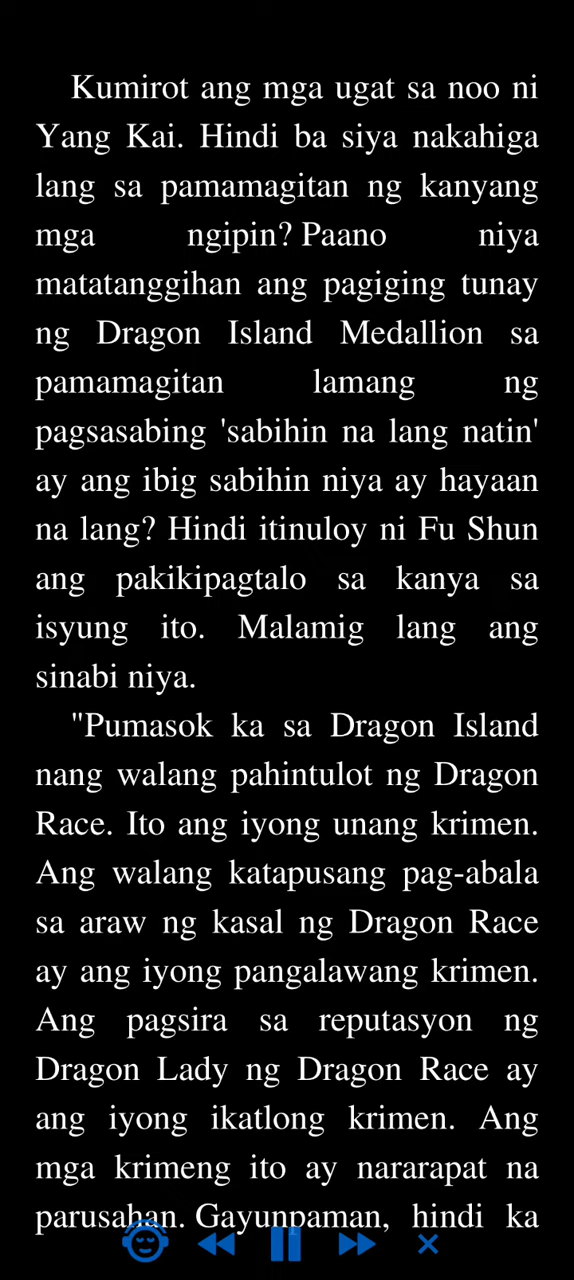 Kumirot ang mga ugat sa noo ni
Yang Kai. Hindi ba siya nakahiga
lang sa pamamagitan ng kanyang
mga ngipin? Paano niya
matatanggihan ang pagiging tunay
ng Dragon Island Medallion sa
pamamagitan lamang ng
pagsasabing 'sabihin na lang natin'
ay ang ibig sabihin niya ay hayaan
na lang? Hindi itinuloy ni Fu Shun
ang pakikipagtalo sa kanya sa
isyung ito. Malamig lang ang
sinabi niya.
"Pumasok ka sa Dragon Island
nang walang pahintulot ng Dragon
Race. Ito ang iyong unang krimen.
Ang walang katapusang pag-abala
sa araw ng kasal ng Dragon Race
ay ang iyong pangalawang krimen.
Ang pagsira sa reputasyon ng
Dragon Lady ng Dragon Race ay
ang iyong ikatlong krimen. Ang
mga krimeng ito ay nararapat na
parusahan. Gayunpaman, hindi ka